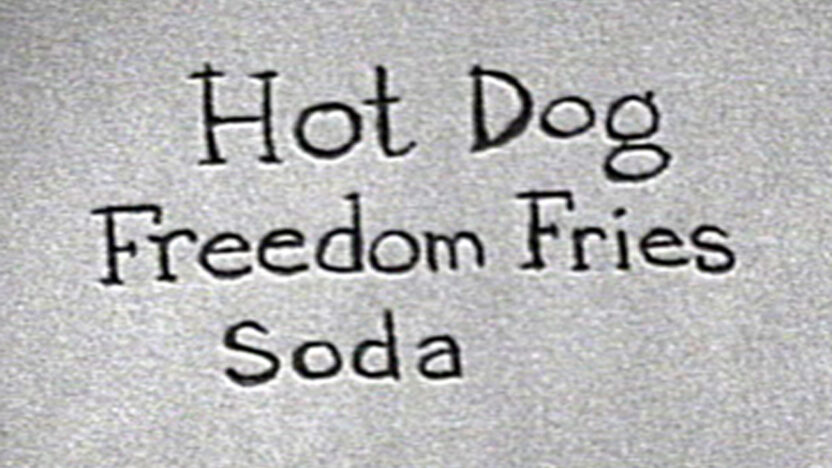 Hot Dog
Freedom Fries
Soda